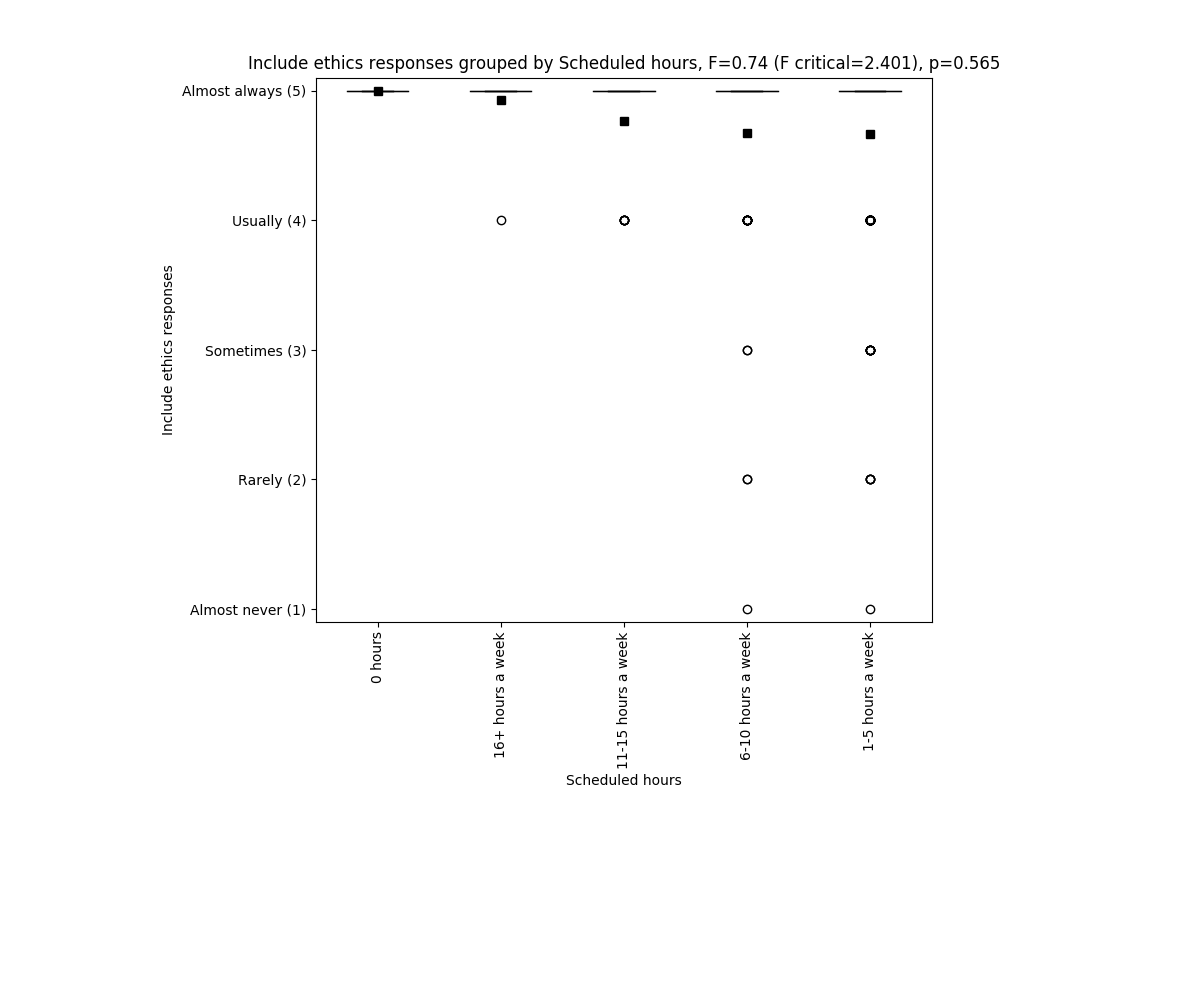 Include ethics responses grouped by Scheduled hours, F=0.74 (F critical=2.401), p=0.565
Almost always (5)
Usually (4)
Sometimes (3)
Rarely (2)
Almost never (1)
Include ethics responses
0 hours
16+ hours a week
11-15 hours a week
6-10 hours a week
1-5 hours a week
Scheduled hours